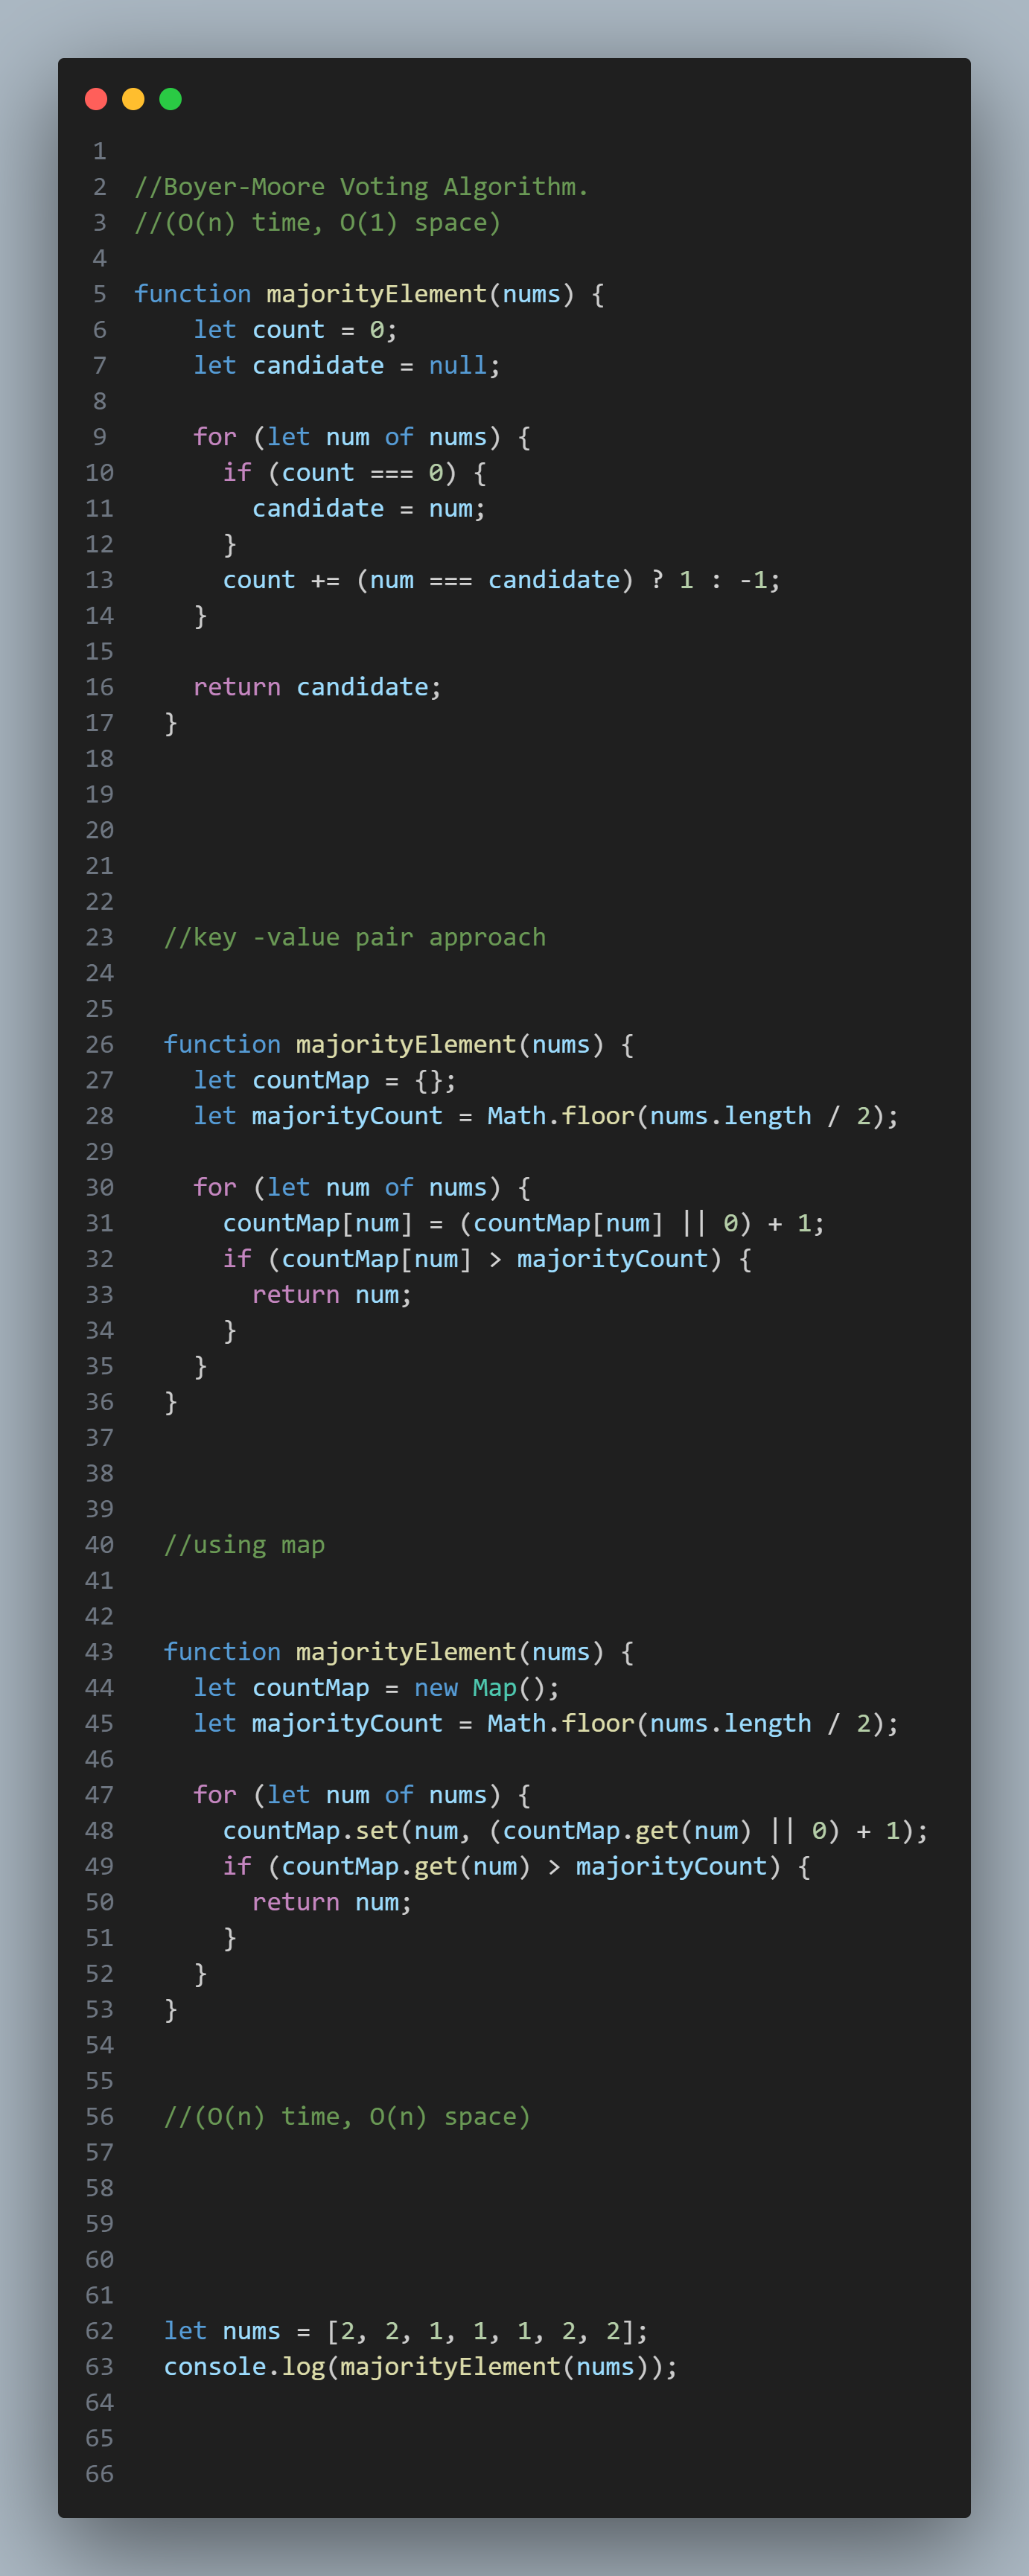 1
2 //Boyer-Moore Voting Algorithm.
3 //(O(n) time, O(1) space)
4
5 function majorityElement(nums) {
6     let count = 0;
7     let candidate = null;
8
9     for (let num of nums) {
10       if (count === 0) {
11         candidate = num;
12       }
13       count += (num === candidate) ? 1 : -1;
14     }
15
16     return candidate;
17   }
18
19
20
21
22
23   //key -value pair approach
24
25
26   function majorityElement(nums) {
27     let countMap = {};
28     let majorityCount = Math.floor(nums.length / 2);
29
30     for (let num of nums) {
31       countMap[num] = (countMap[num] || 0) + 1;
32       if (countMap[num] > majorityCount) {
33         return num;
34       }
35     }
36   }
37
38
39
40   //using map
41
42
43   function majorityElement(nums) {
44     let countMap = new Map();
45     let majorityCount = Math.floor(nums.length / 2);
46
47     for (let num of nums) {
48       countMap.set(num, (countMap.get(num) || 0) + 1);
49       if (countMap.get(num) > majorityCount) {
50         return num;
51       }
52     }
53   }
54
55
56   //(O(n) time, O(n) space)
57
58
59
60
61
62   let nums = [2, 2, 1, 1, 1, 2, 2];
63   console.log(majorityElement(nums));
64
65
66